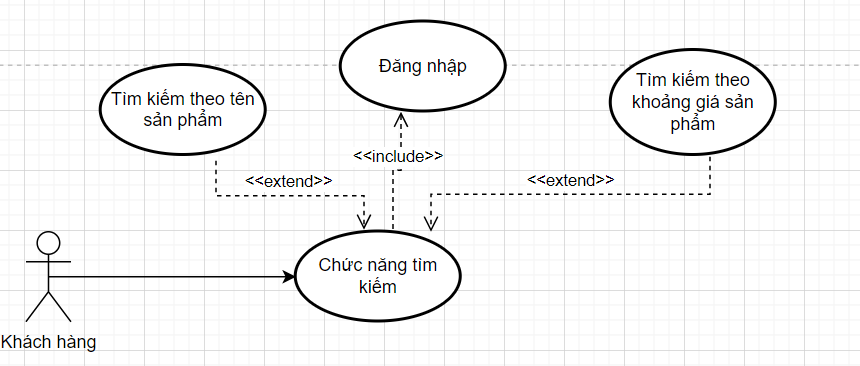 Đăng nhập
Tìm kiếm theo tên
sản phẩm
Tìm kiếm theo
khoảng giá sản
phẩm
<<include>>
<<extend>>
<<extend>>
Chức năng tìm
kiếm
Khách hàng